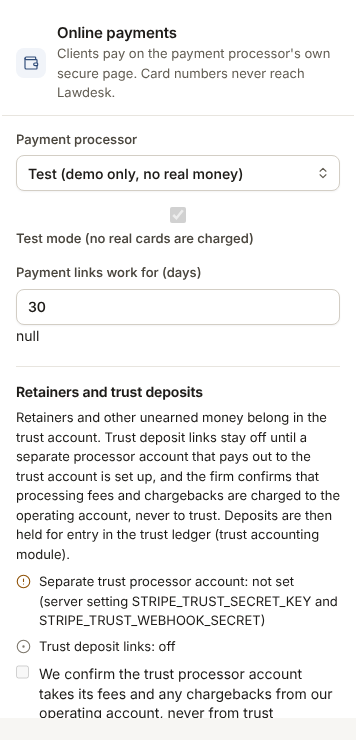 Online payments
Clients pay on the payment processor's own
secure page. Card numbers never reach
Lawdesk.
Payment processor
Test (demo only, no real money)
Test mode (no real cards are charged)
Payment links work for (days)
30
null
Retainers and trust deposits
Retainers and other unearned money belong in the
trust account. Trust deposit links stay off until a
separate processor account that pays out to the
trust account is set up, and the firm confirms that
processing fees and chargebacks are charged to the
operating account, never to trust. Deposits are then
held for entry in the trust ledger (trust accounting
module).
Separate trust processor account: not set
(server setting STRIPE_TRUST_SECRET_KEY and
STRIPE_TRUST_WEBHOOK_SECRET)
Trust deposit links: off
We confirm the trust processor account
takes its fees and any chargebacks from our
operating account, never from trust